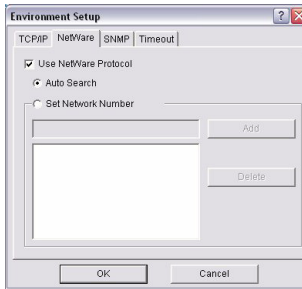 Environment Setup
TCP/IP NetWare SNMP Timeout
Use NetWare Protocol
Auto Search
Set Network Number
Add
Delete
OK Cancel